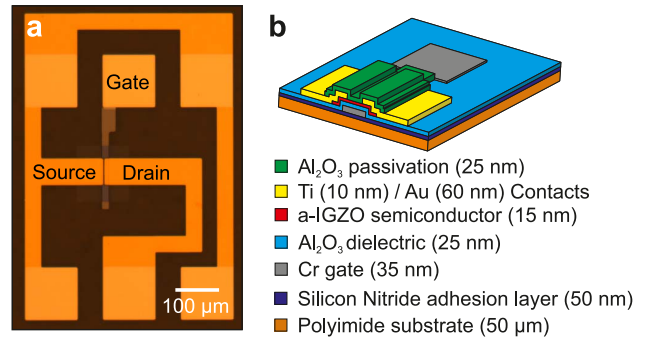 a
Gate
Source
Drain
100 µm
b
Al₂O₃ passivation (25 nm)
Ti (10 nm) / Au (60 nm) Contacts
a-IGZO semiconductor (15 nm)
Al₂O₃ dielectric (25 nm)
Cr gate (35 nm)
Silicon Nitride adhesion layer (50 nm)
Polyimide substrate (50 µm)